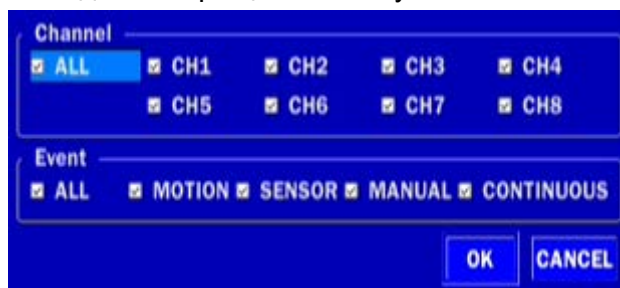 Channel
ALL CH1 CH2 CH3 CH4
CH5 CH6 CH7 CH8
Event
ALL MOTION SENSOR MANUAL CONTINUOUS
OK CANCEL